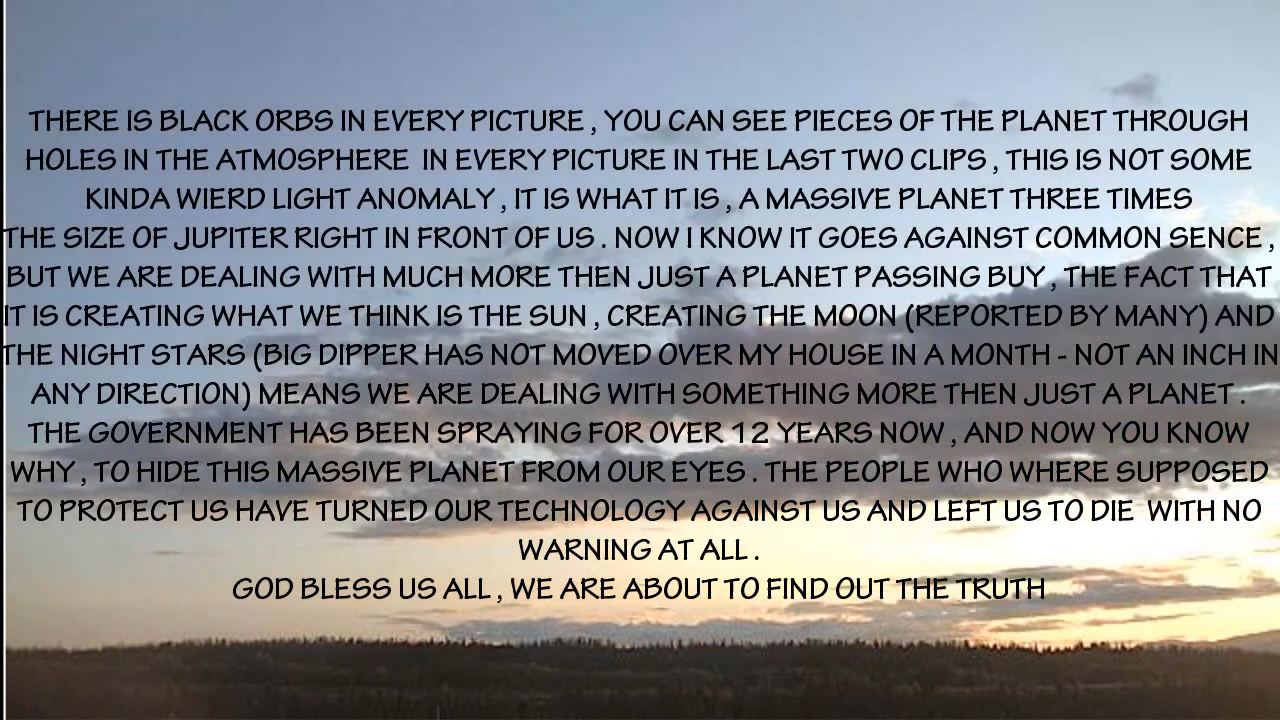 THERE IS BLACK ORBS IN EVERY PICTURE , YOU CAN SEE PIECES OF THE PLANET THROUGH
HOLES IN THE ATMOSPHERE  IN EVERY PICTURE IN THE LAST TWO CLIPS , THIS IS NOT SOME
KINDA WIERD LIGHT ANOMALY , IT IS WHAT IT IS , A MASSIVE PLANET THREE TIMES
THE SIZE OF JUPITER RIGHT IN FRONT OF US . NOW I KNOW IT GOES AGAINST COMMON SENCE ,
BUT WE ARE DEALING WITH MUCH MORE THEN JUST A PLANET PASSING BUY , THE FACT THAT
IT IS CREATING WHAT WE THINK IS THE SUN , CREATING THE MOON (REPORTED BY MANY) AND
THE NIGHT STARS (BIG DIPPER HAS NOT MOVED OVER MY HOUSE IN A MONTH - NOT AN INCH IN
ANY DIRECTION) MEANS WE ARE DEALING WITH SOMETHING MORE THEN JUST A PLANET .
THE GOVERNMENT HAS BEEN SPRAYING FOR OVER 12 YEARS NOW , AND NOW YOU KNOW
WHY , TO HIDE THIS MASSIVE PLANET FROM OUR EYES . THE PEOPLE WHO WHERE SUPPOSED
TO PROTECT US HAVE TURNED OUR TECHNOLOGY AGAINST US AND LEFT US TO DIE  WITH NO
WARNING AT ALL .
GOD BLESS US ALL , WE ARE ABOUT TO FIND OUT THE TRUTH